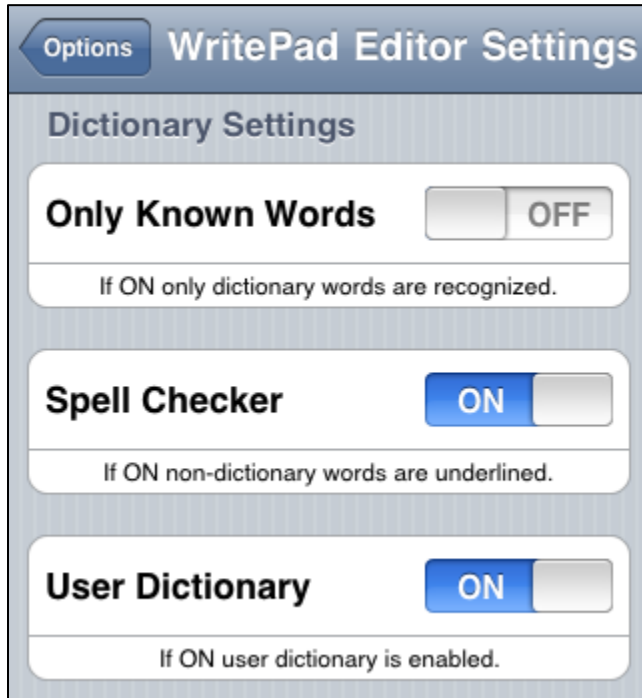 Options WritePad Editor Settings
Dictionary Settings
Only Known Words OFF
If ON only dictionary words are recognized.
Spell Checker ON
If ON non-dictionary words are underlined.
User Dictionary ON
If ON user dictionary is enabled.